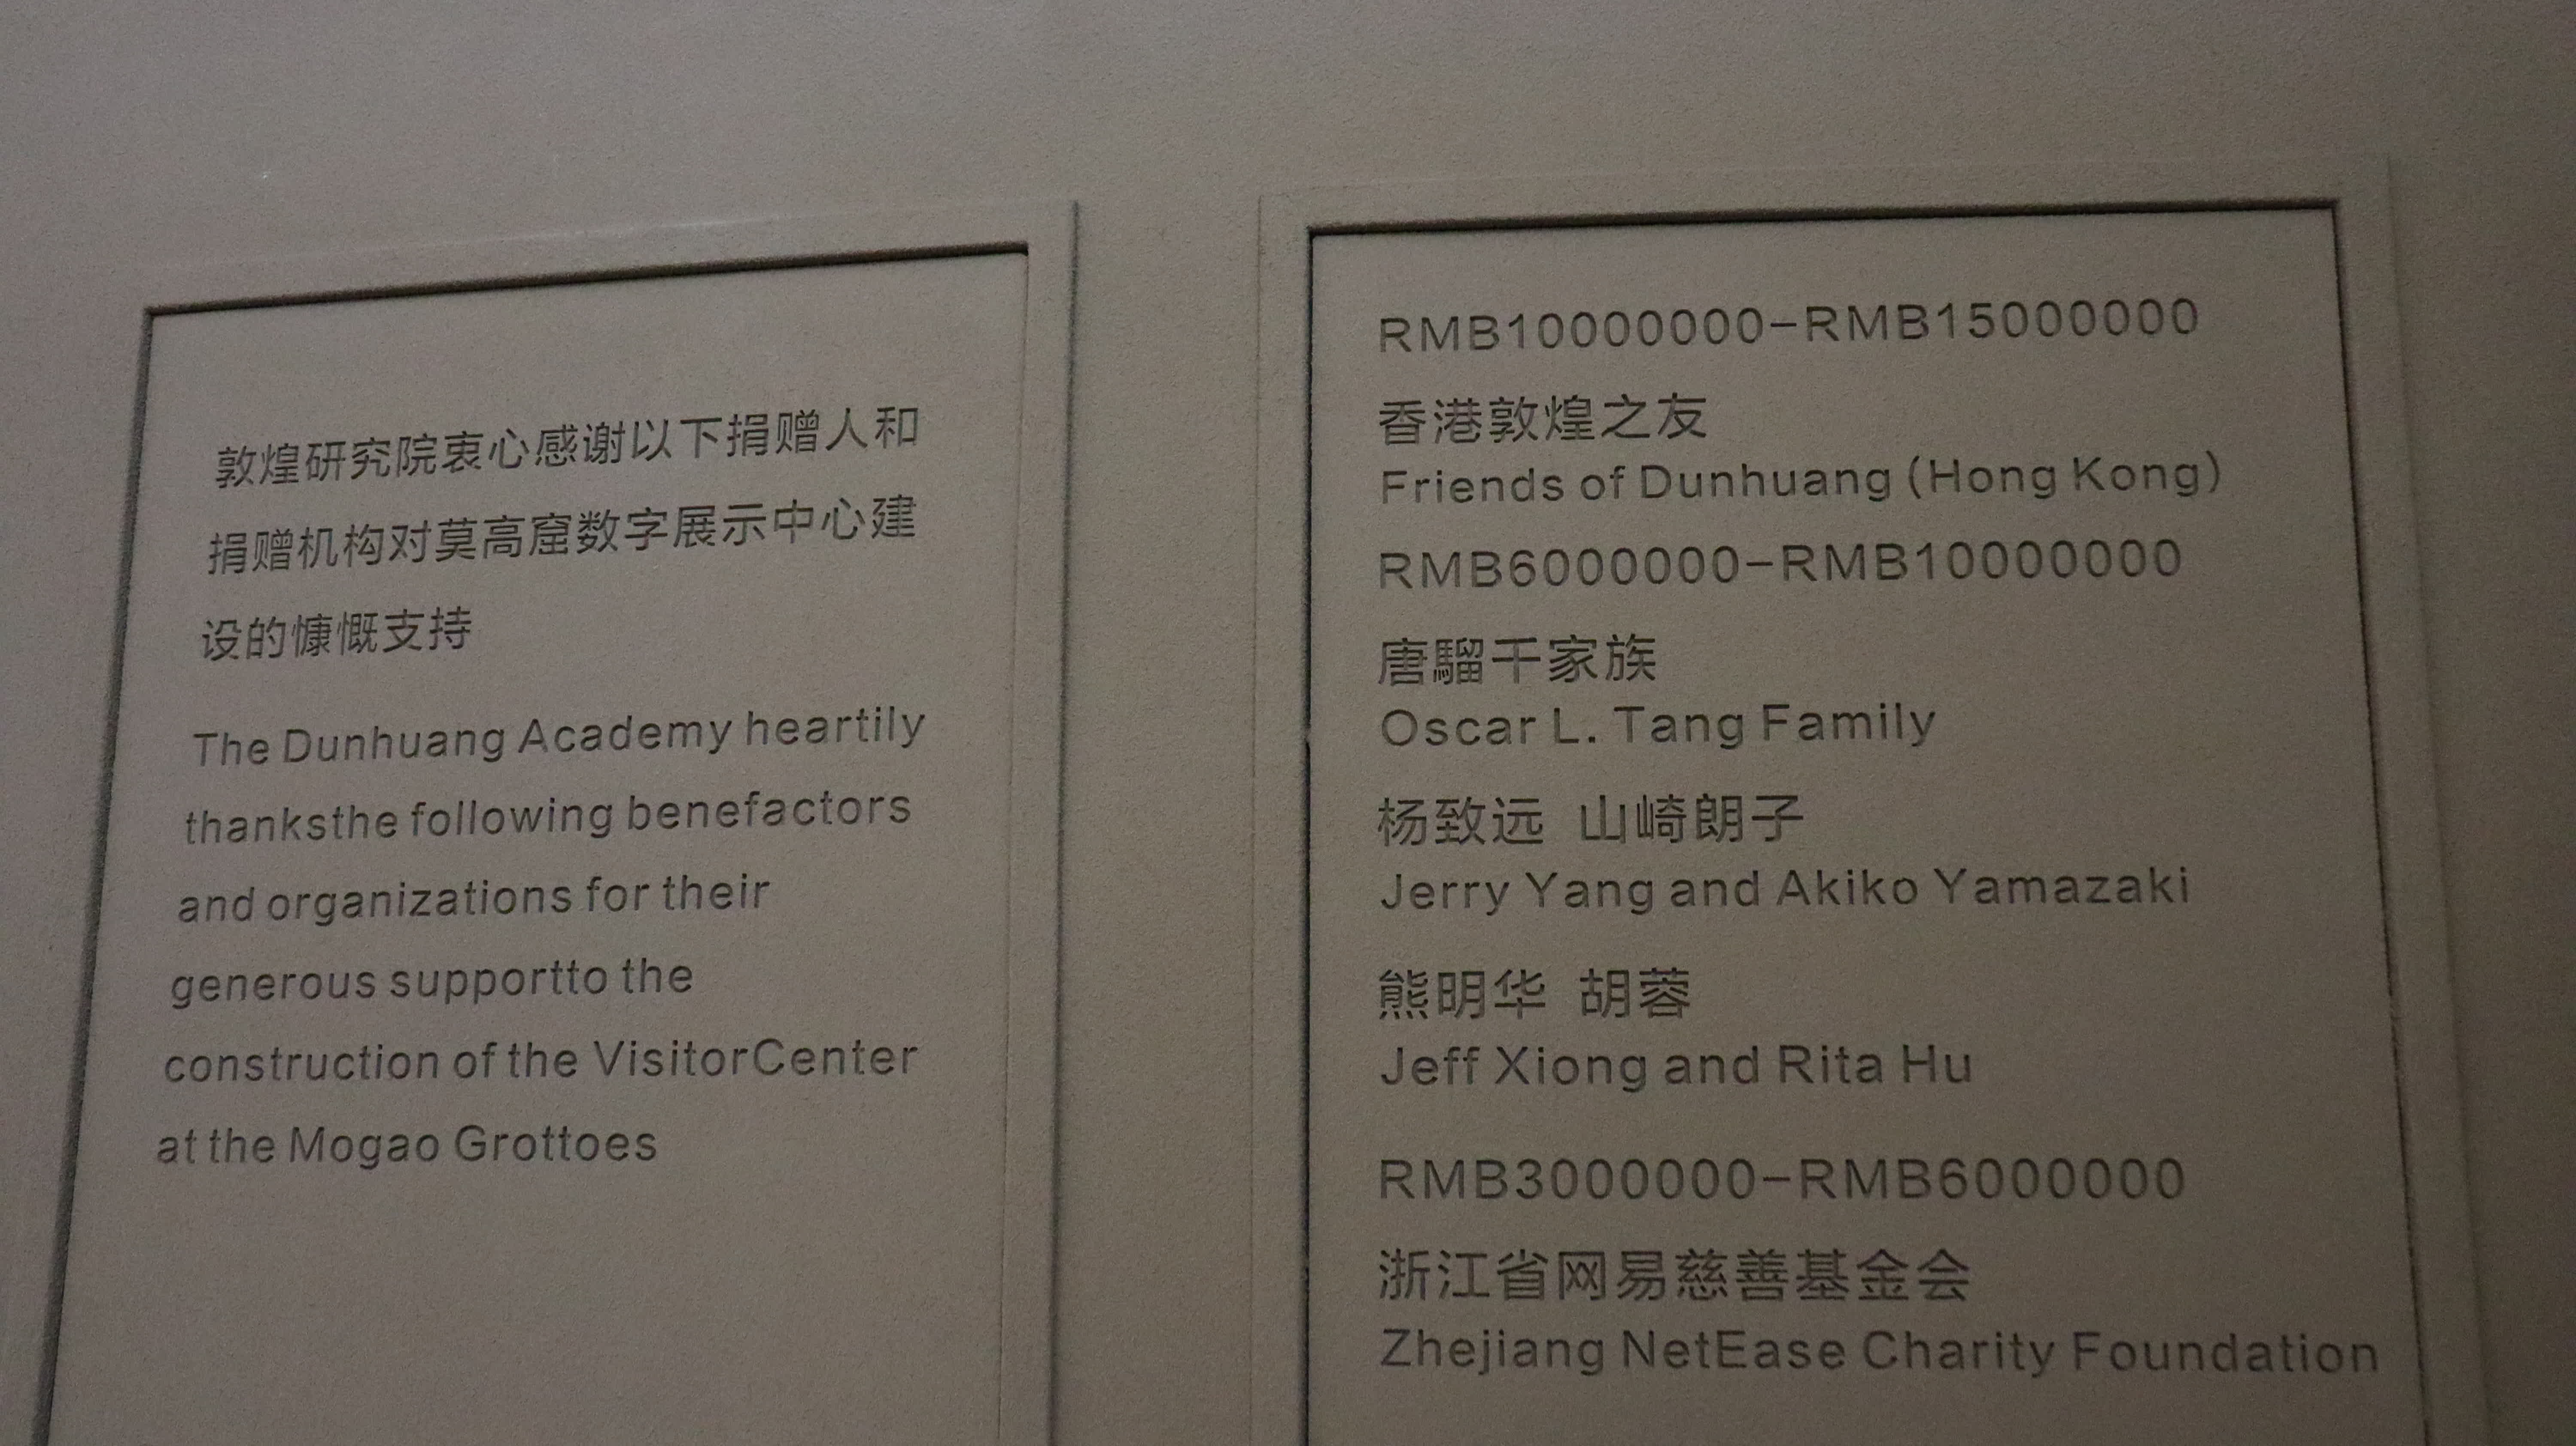 敦煌研究院衷心感谢以下捐赠人和
捐赠机构对莫高窟数字展示中心建
设的慷慨支持
The Dunhuang Academy heartily
thanksthe following benefactors
and organizations for their
generous supportto the
construction of the VisitorCenter
at the Mogao Grottoes
RMB10000000-RMB15000000
香港敦煌之友
Friends of Dunhuang (Hong Kong)
RMB6000000-RMB10000000
唐騮千家族
Oscar L. Tang Family
杨致远 山崎朗子
Jerry Yang and Akiko Yamazaki
熊明华 胡蓉
Jeff Xiong and Rita Hu
RMB3000000-RMB6000000
浙江省网易慈善基金会
Zhejiang NetEase Charity Foundation